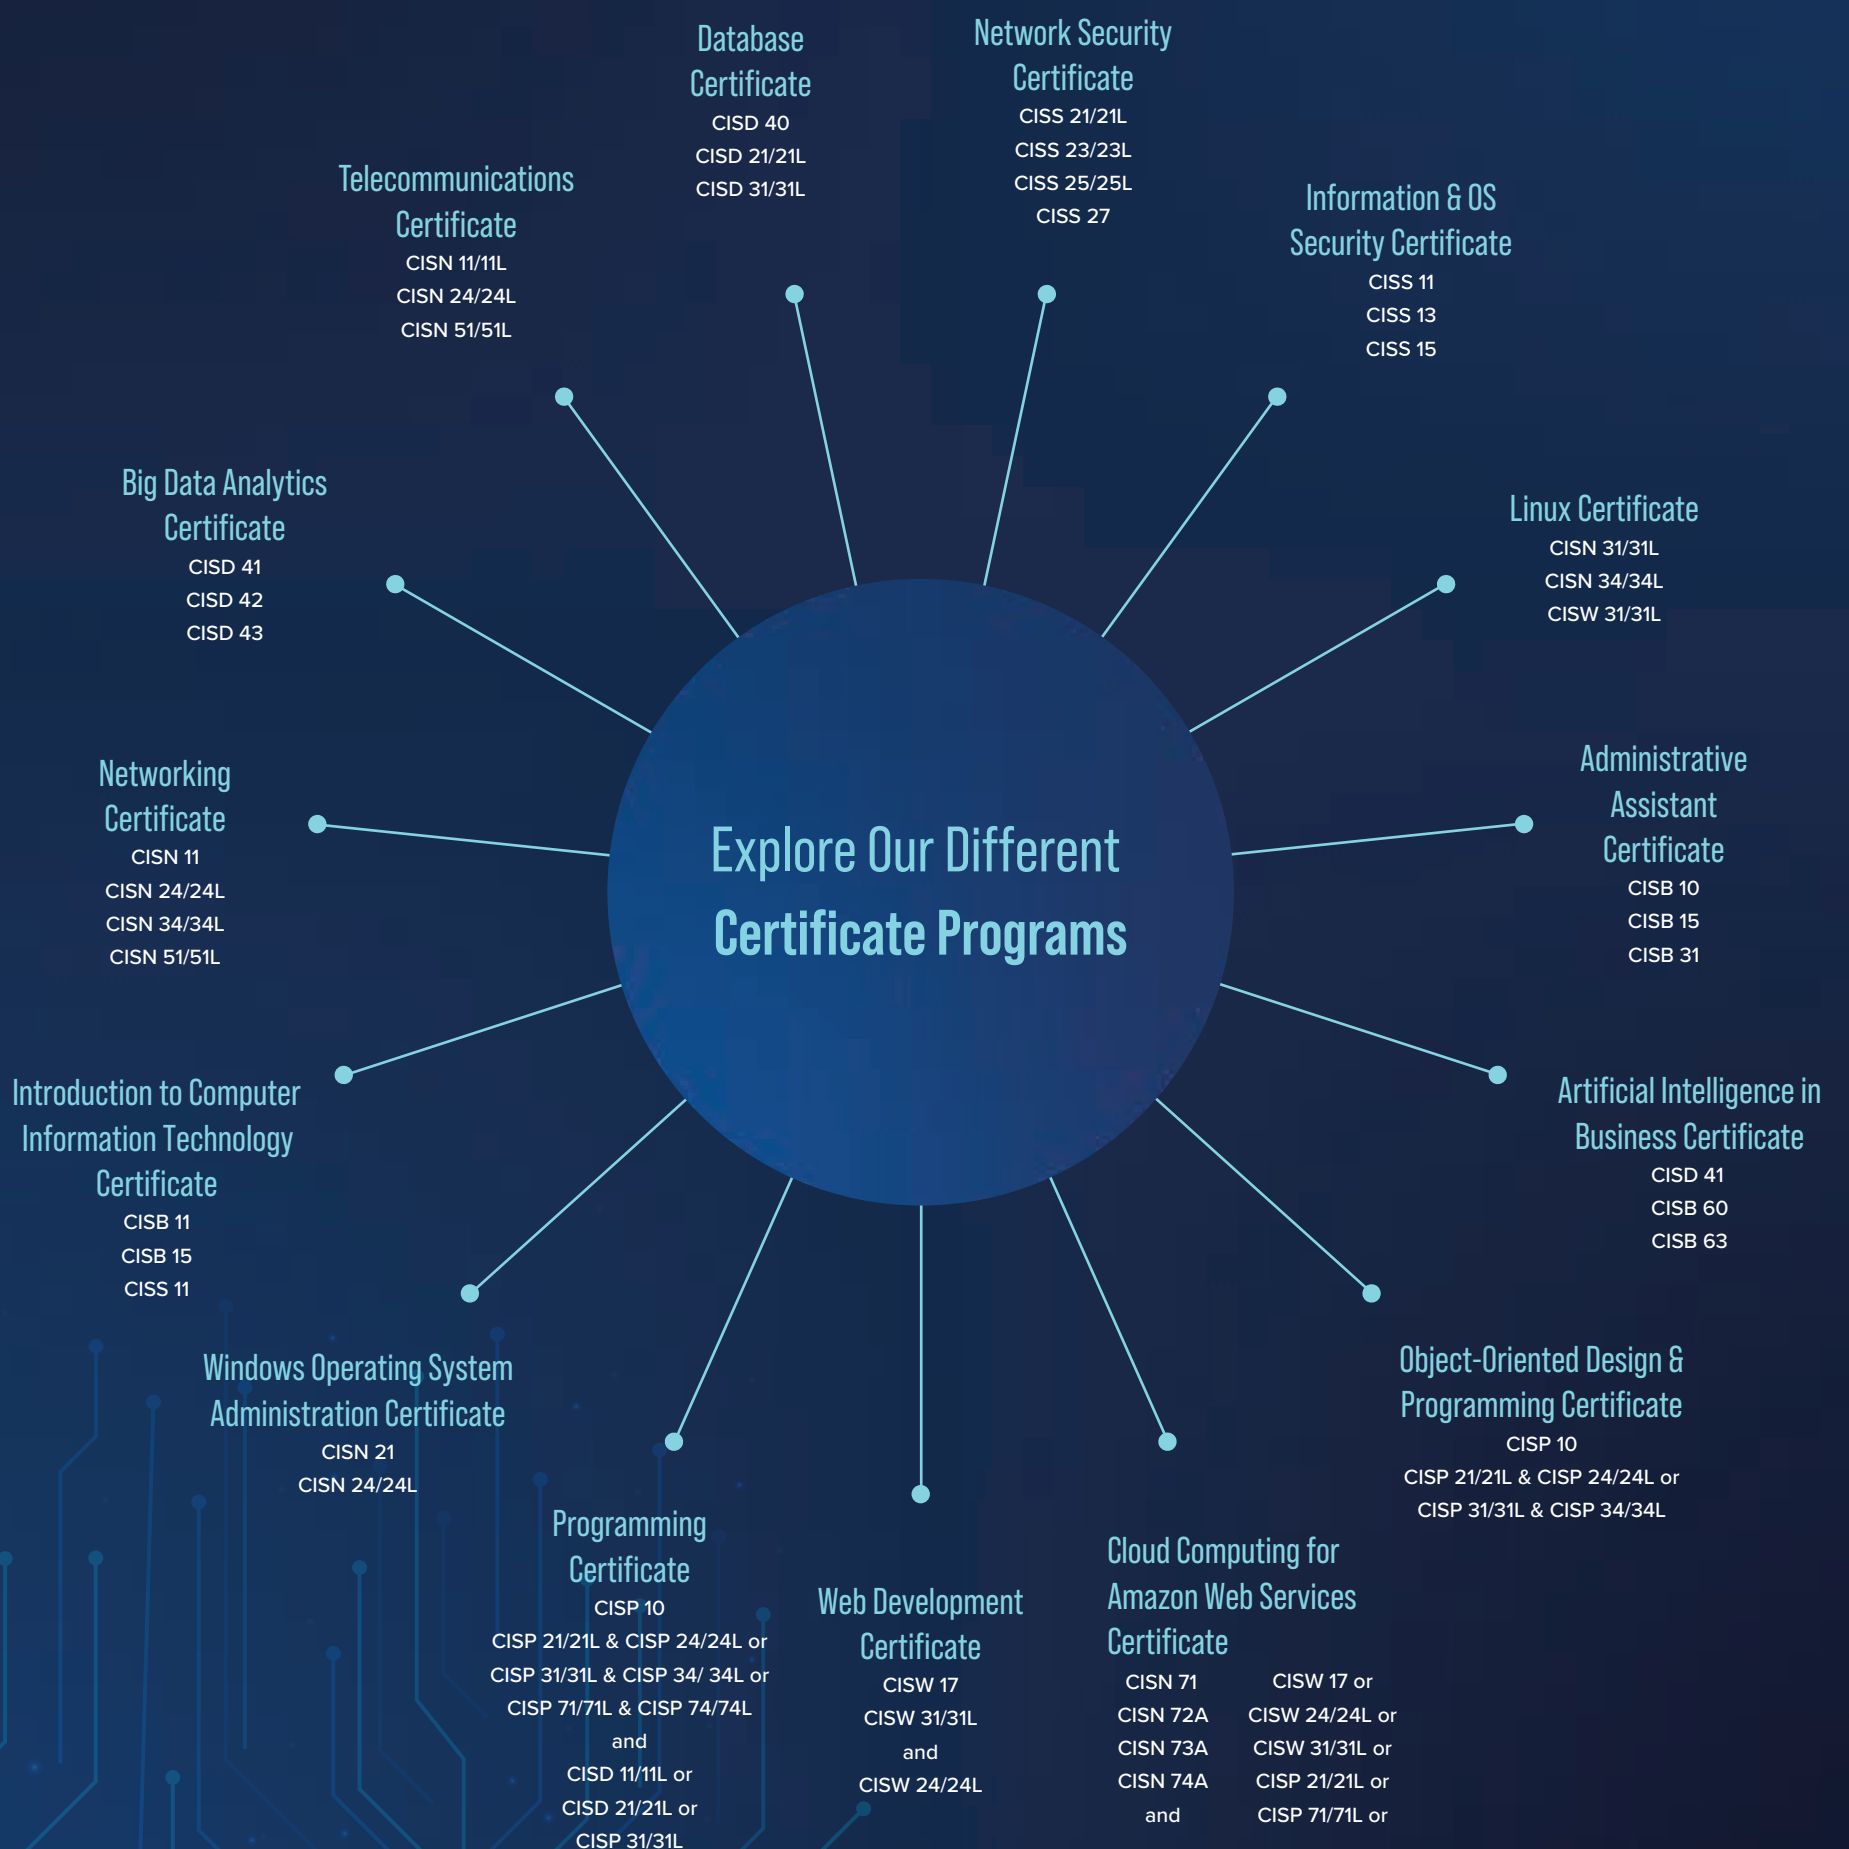 Database
Certificate
CISD 40
CISD 21/21L
CISD 31/31L
Network Security
Certificate
CISS 21/21L
CISS 23/23L
CISS 25/25L
CISS 27
Telecommunications
Certificate
CISN 11/11L
CISN 24/24L
CISN 51/51L
Information & OS
Security Certificate
CISS 11
CISS 13
CISS 15
Big Data Analytics
Certificate
CISD 41
CISD 42
CISD 43
Linux Certificate
CISN 31/31L
CISN 34/34L
CISW 31/31L
Networking
Certificate
CISN 11
CISN 24/24L
CISN 34/34L
CISN 51/51L
Explore Our Different
Certificate Programs
Administrative
Assistant
Certificate
CISB 10
CISB 15
CISB 31
Introduction to Computer
Information Technology
Certificate
CISB 11
CISB 15
CISS 11
Artificial Intelligence in
Business Certificate
CISD 41
CISB 60
CISB 63
Windows Operating System
Administration Certificate
CISN 21
CISN 24/24L
Object-Oriented Design &
Programming Certificate
CISP 10
CISP 21/21L & CISP 24/24L or
CISP 31/31L & CISP 34/34L
Programming
Certificate
CISP 10
CISP 21/21L & CISP 24/24L or
CISP 31/31L & CISP 34/ 34L or
CISP 71/71L & CISP 74/74L
and
CISD 11/11L or
CISD 21/21L or
CISP 31/31L
Web Development
Certificate
CISW 17
CISW 31/31L
and
CISW 24/24L
Cloud Computing for
Amazon Web Services
Certificate
CISN 71
CISN 72A
CISN 73A
CISN 74A
and
CISW 17 or
CISW 24/24L or
CISW 31/31L or
CISP 21/21L or
CISP 71/71L or